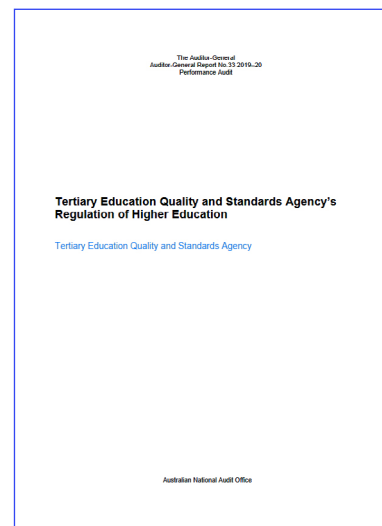 The Auditor-General
Auditor-General Report No.33 2019–20
Performance Audit
Tertiary Education Quality and Standards Agency's
Regulation of Higher Education
Tertiary Education Quality and Standards Agency
Australian National Audit Office